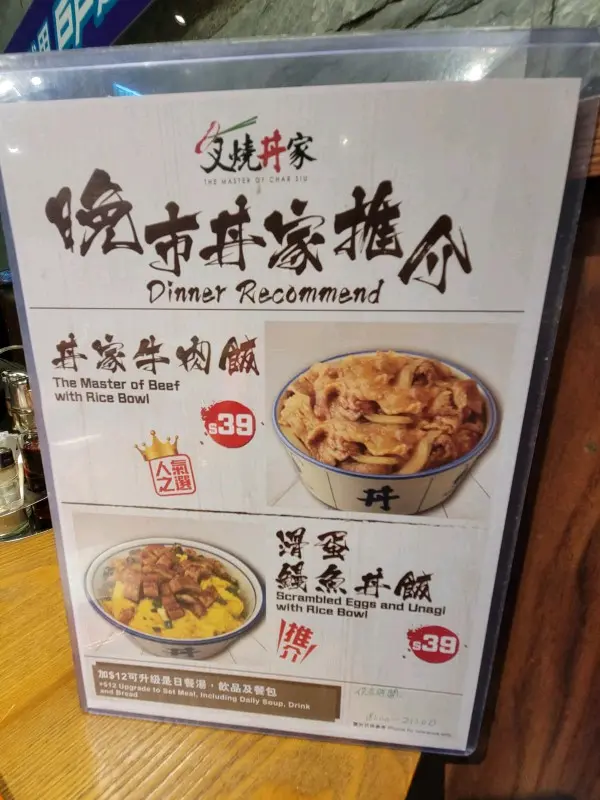 叉燒丼家
THE MASTER OF CHAR SIU
晚市丼家推介
Dinner Recommend
丼家牛肉飯
The Master of Beef
with Rice Bowl
$39
人氣
之選
丼
滑蛋
鰻魚丼飯
Scrambled Eggs and Unagi
with Rice Bowl
推介
$39
丼
加$12可升級是日餐湯，飲品及餐包
+$12 Upgrade to Set Meal, Including Daily Soup, Drink
and Bread